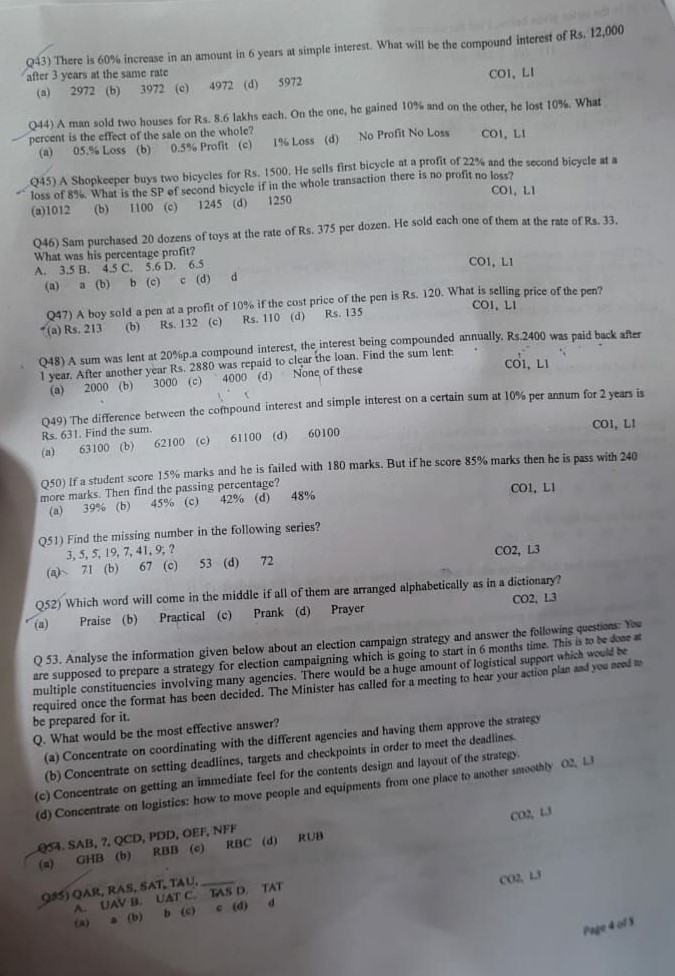 Q43) There is 60% increase in an amount in 6 years at simple interest. What will be the compound interest of Rs. 12,000
after 3 years at the same rate
(a) 2972 (b) 3972 (c) 4972 (d) 5972 CO1, L1
Q44) A man sold two houses for Rs. 8.6 lakhs each. On the one, he gained 10% and on the other, he lost 10%. What
percent is the effect of the sale on the whole?
(a) 05.% Loss (b) 0.5% Profit (c) 1% Loss (d) No Profit No Loss CO1, L1
Q45) A Shopkeeper buys two bicycles for Rs. 1500. He sells first bicycle at a profit of 22% and the second bicycle at a
loss of 8%. What is the SP of second bicycle if in the whole transaction there is no profit no loss?
(a)1012 (b) 1100 (c) 1245 (d) 1250 CO1, L1
Q46) Sam purchased 20 dozens of toys at the rate of Rs. 375 per dozen. He sold each one of them at the rate of Rs. 33.
What was his percentage profit?
A. 3.5 B. 4.5 C. 5.6 D. 6.5
(a) a (b) b (c) c (d) d CO1, L1
Q47) A boy sold a pen at a profit of 10% if the cost price of the pen is Rs. 120. What is selling price of the pen?
(a) Rs. 213 (b) Rs. 132 (c) Rs. 110 (d) Rs. 135 CO1, L1
Q48) A sum was lent at 20%p.a compound interest, the interest being compounded annually. Rs.2400 was paid back after
1 year. After another year Rs. 2880 was repaid to clear the loan. Find the sum lent:
(a) 2000 (b) 3000 (c) 4000 (d) None of these CO1, L1
Q49) The difference between the compound interest and simple interest on a certain sum at 10% per annum for 2 years is
Rs. 631. Find the sum.
(a) 63100 (b) 62100 (c) 61100 (d) 60100 CO1, L1
Q50) If a student score 15% marks and he is failed with 180 marks. But if he score 85% marks then he is pass with 240
more marks. Then find the passing percentage?
(a) 39% (b) 45% (c) 42% (d) 48% CO1, L1
Q51) Find the missing number in the following series?
3, 5, 5, 19, 7, 41, 9, ?
(a) 71 (b) 67 (c) 53 (d) 72 CO2, L3
Q52) Which word will come in the middle if all of them are arranged alphabetically as in a dictionary?
(a) Praise (b) Practical (c) Prank (d) Prayer CO2, L3
Q 53. Analyse the information given below about an election campaign strategy and answer the following questions: You
are supposed to prepare a strategy for election campaigning which is going to start in 6 months time. This is to be done at
multiple constituencies involving many agencies. There would be a huge amount of logistical support which would be
required once the format has been decided. The Minister has called for a meeting to hear your action plan and you need to
be prepared for it.
Q. What would be the most effective answer?
(a) Concentrate on coordinating with the different agencies and having them approve the strategy
(b) Concentrate on setting deadlines, targets and checkpoints in order to meet the deadlines.
(c) Concentrate on getting an immediate feel for the contents design and layout of the strategy.
(d) Concentrate on logistics: how to move people and equipments from one place to another smoothly O2, L3
Q54. SAB, ?, QCD, PDD, OEF, NFF
(a) GHB (b) RBB (c) RBC (d) RUB CO2, L3
Q55) QAR, RAS, SAT, TAU, ____
A. UAV B. UAT C. TAS D. TAT
(a) a (b) b (c) c (d) d CO2, L3
Page 4 of 5